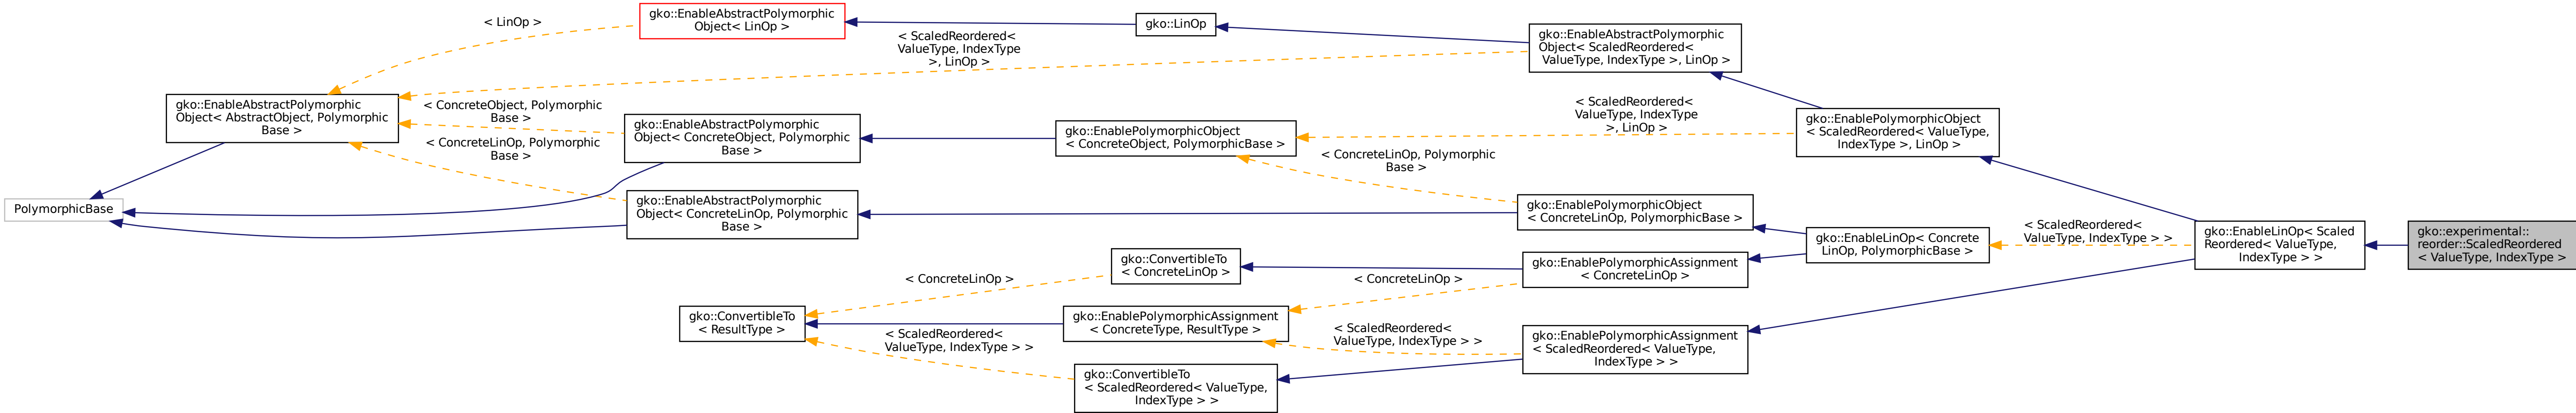 gko::EnableAbstractPolymorphic
Object< LinOp >
< LinOp >
gko::LinOp
< ScaledReordered<
ValueType, IndexType
>, LinOp >
gko::EnableAbstractPolymorphic
Object< ScaledReordered<
ValueType, IndexType >, LinOp >
gko::EnableAbstractPolymorphic
Object< AbstractObject, Polymorphic
Base >
< ConcreteObject, Polymorphic
Base >
< ConcreteLinOp, Polymorphic
Base >
gko::EnableAbstractPolymorphic
Object< ConcreteObject, Polymorphic
Base >
gko::EnablePolymorphicObject
< ConcreteObject, PolymorphicBase >
< ScaledReordered<
ValueType, IndexType
>, LinOp >
gko::EnablePolymorphicObject
< ScaledReordered< ValueType,
IndexType >, LinOp >
< ConcreteLinOp, Polymorphic
Base >
PolymorphicBase
gko::EnableAbstractPolymorphic
Object< ConcreteLinOp, Polymorphic
Base >
gko::EnablePolymorphicObject
< ConcreteLinOp, PolymorphicBase >
gko::EnableLinOp< Concrete
LinOp, PolymorphicBase >
< ScaledReordered<
ValueType, IndexType > >
gko::EnableLinOp< Scaled
Reordered< ValueType,
IndexType > >
gko::experimental::
reorder::ScaledReordered
< ValueType, IndexType >
gko::ConvertibleTo
< ConcreteLinOp >
gko::EnablePolymorphicAssignment
< ConcreteLinOp >
< ConcreteLinOp >
< ConcreteLinOp >
gko::ConvertibleTo
< ResultType >
gko::EnablePolymorphicAssignment
< ConcreteType, ResultType >
< ScaledReordered<
ValueType, IndexType > >
< ScaledReordered<
ValueType, IndexType > >
gko::EnablePolymorphicAssignment
< ScaledReordered< ValueType,
IndexType > >
gko::ConvertibleTo
< ScaledReordered< ValueType,
IndexType > >